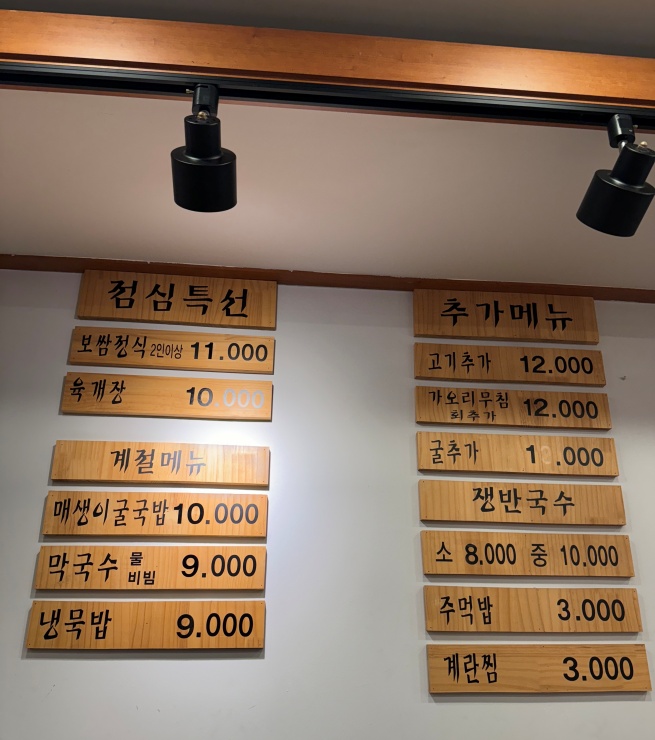 점심특선
보쌈정식 2인이상 11.000
육개장 10.000
계절메뉴
매생이굴국밥 10.000
막국수 물 비빔 9.000
냉묵밥 9.000
추가메뉴
고기추가 12.000
가오리무침 회추가 12.000
굴추가
쟁반국수
소 8.000 중 10.000
주먹밥 3.000
계란찜 3.000